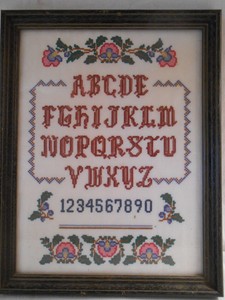 ABCDE
FGHIJKLM
NOPQRSTU
VWXYZ
1234567890